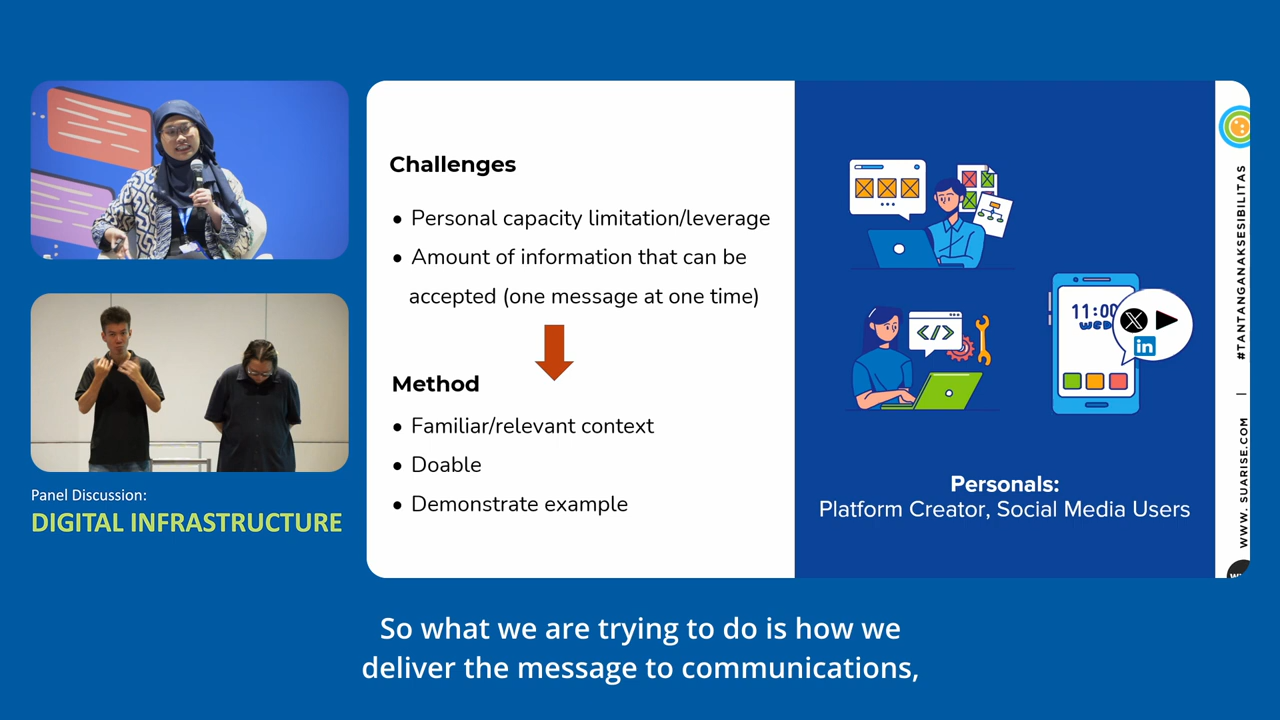 Panel Discussion:
DIGITAL INFRASTRUCTURE
Challenges
• Personal capacity limitation/leverage
• Amount of information that can be
accepted (one message at one time)
Method
• Familiar/relevant context
• Doable
• Demonstrate example
</>
11:00
WED
X
in
Personals:
Platform Creator, Social Media Users
WWW. SUARISE.COM | #TANTANGANAKSESIBILITAS
So what we are trying to do is how we
deliver the message to communications,